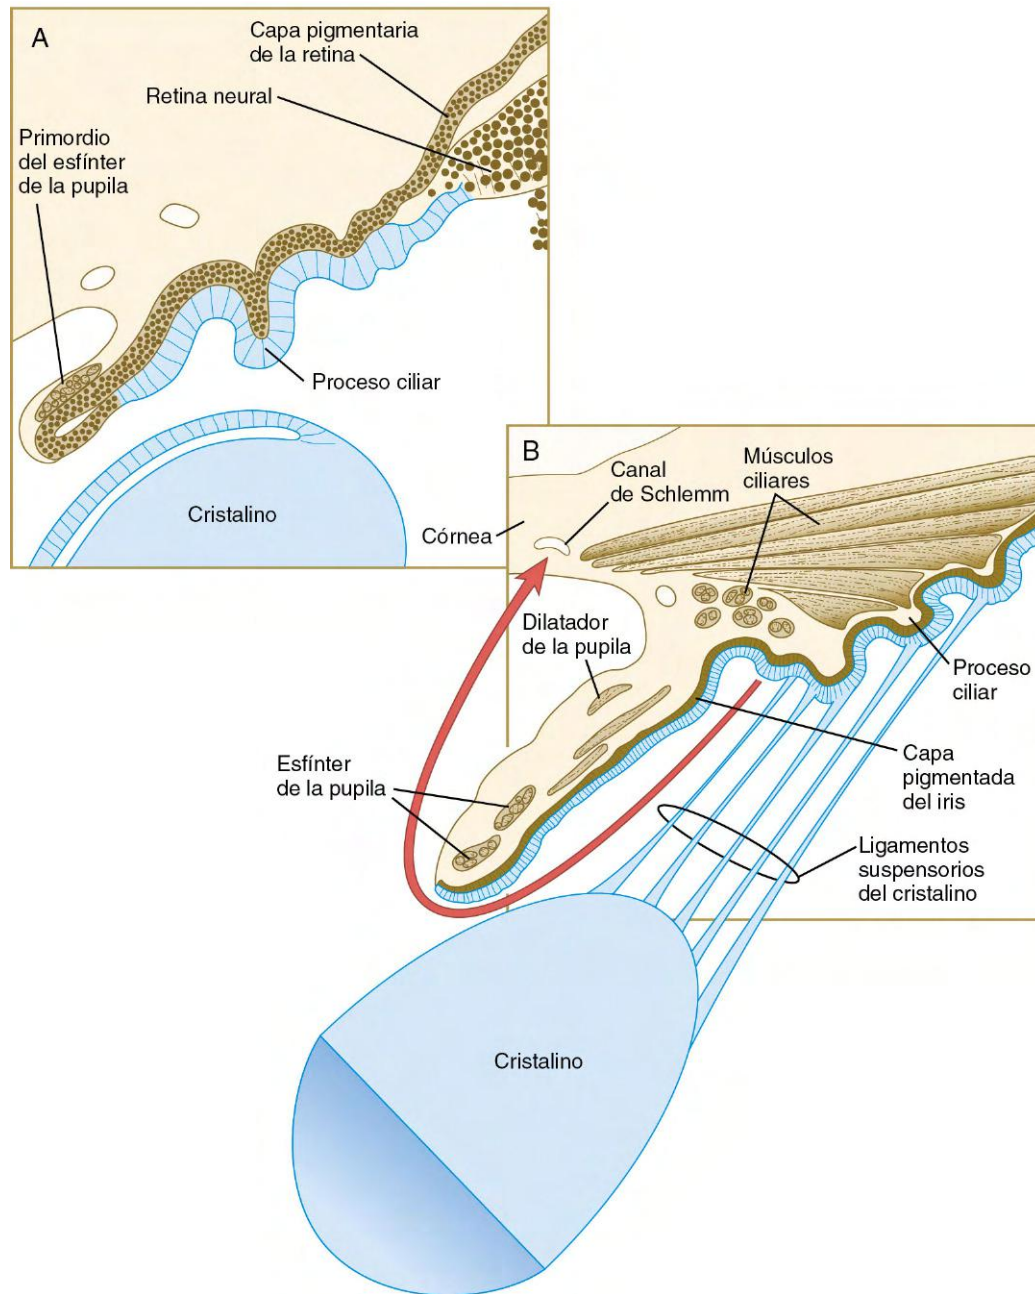 A
Capa pigmentaria
de la retina
Retina neural
Primordio
del esfínter
de la pupila
Proceso ciliar
Cristalino
B
Canal
de Schlemm
Músculos
ciliares
Córnea
Dilatador
de la pupila
Proceso
ciliar
Esfínter
de la pupila
Capa
pigmentada
del iris
Ligamentos
suspensorios
del cristalino
Cristalino